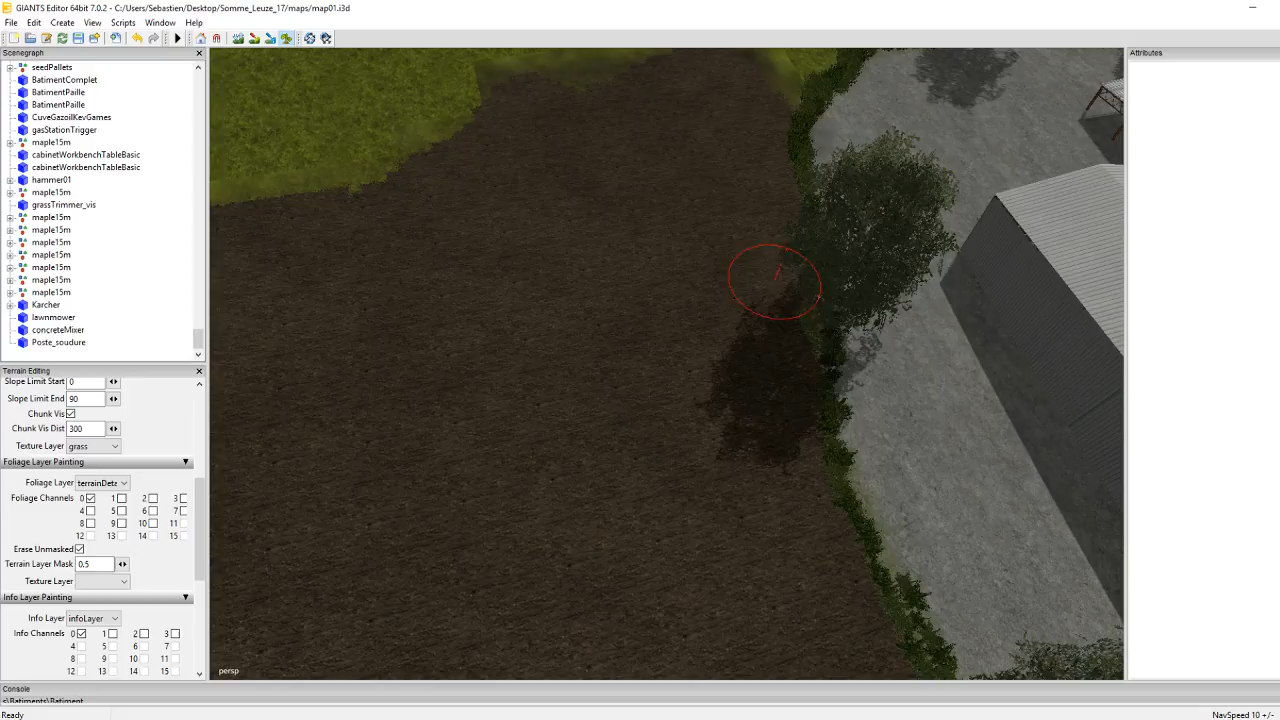 GIANTS Editor 64bit 7.0.2 - C:/Users/Sebastien/Desktop/Somme_Leuze_17/maps/map01.i3d
File Edit Create View Scripts Window Help
Scenegraph
Attributes
seedPallets
BatimentComplet
BatimentPaille
BatimentPaille
CuveGazoilKevGames
gasStationTrigger
maple15m
cabinetWorkbenchTableBasic
cabinetWorkbenchTableBasic
hammer01
maple15m
grassTrimmer_vis
maple15m
maple15m
maple15m
maple15m
maple15m
maple15m
maple15m
Karcher
lawnmower
concreteMixer
Poste_soudure
Terrain Editing
Slope Limit Start 0
Slope Limit End 90
Chunk Vis
Chunk Vis Dist 300
Texture Layer grass
Foliage Layer Painting
Foliage Layer terrainDeta
Foliage Channels 0 1 2 3
4 5 6 7
8 9 10 11
12 13 14 15
Erase Unmasked
Terrain Layer Mask 0.5
Texture Layer
Info Layer Painting
Info Layer infoLayer
Info Channels 0 1 2 3
4 5 6 7
8 9 10 11
12 13 14 15
persp
Console
s\Batiments\Batiment
Ready
NavSpeed 10 +/-